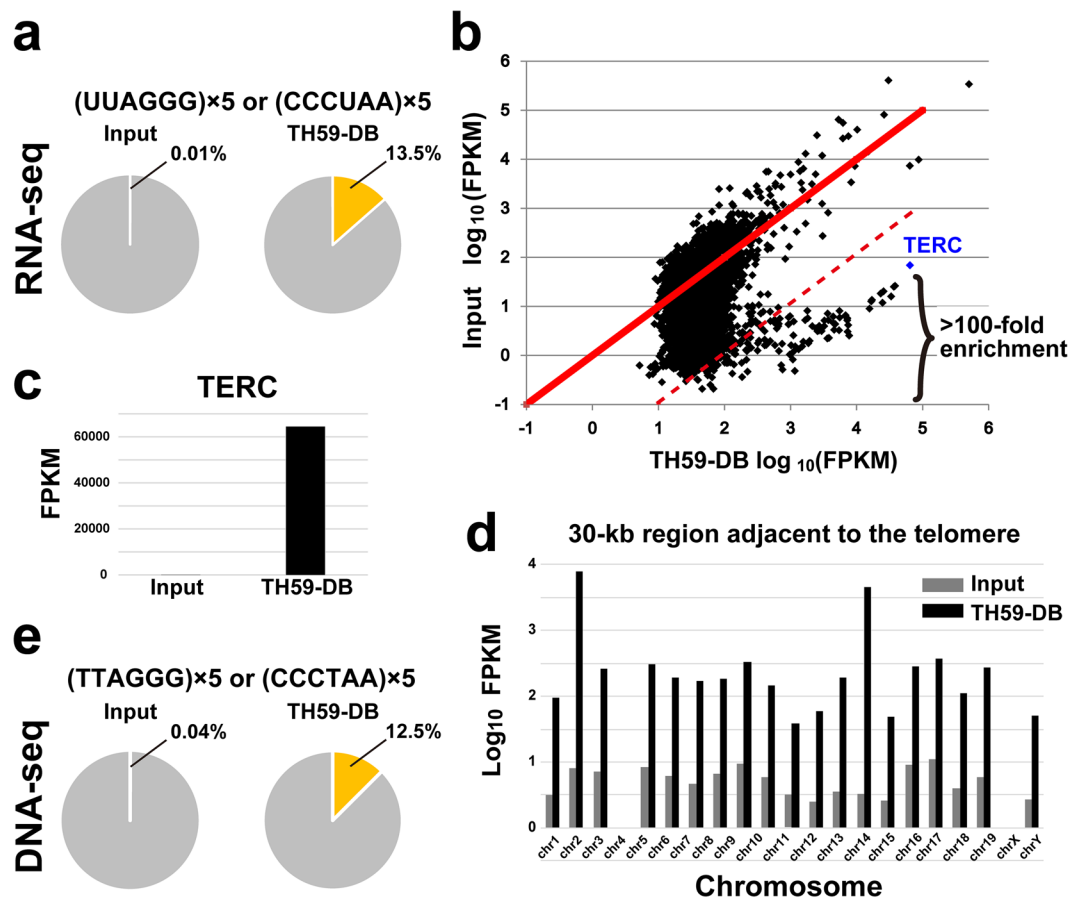 a
(UUAGGG)×5 or (CCCUAA)×5
RNA-seq
Input
0.01%
TH59-DB
13.5%
b
Input log10(FPKM)
6
5
4
3
2
1
0
-1
-1 0 1 2 3 4 5 6
TH59-DB log 10(FPKM)
TERC
>100-fold
enrichment
c
TERC
FPKM
60000
40000
20000
0
Input TH59-DB
d
30-kb region adjacent to the telomere
Log10 FPKM
4
3
2
1
0
Input
TH59-DB
chr1 chr2 chr3 chr4 chr5 chr6 chr7 chr8 chr9 chr10 chr11 chr12 chr13 chr14 chr15 chr16 chr17 chr18 chr19 chrX chrY
Chromosome
e
(TTAGGG)×5 or (CCCTAA)×5
DNA-seq
Input
0.04%
TH59-DB
12.5%